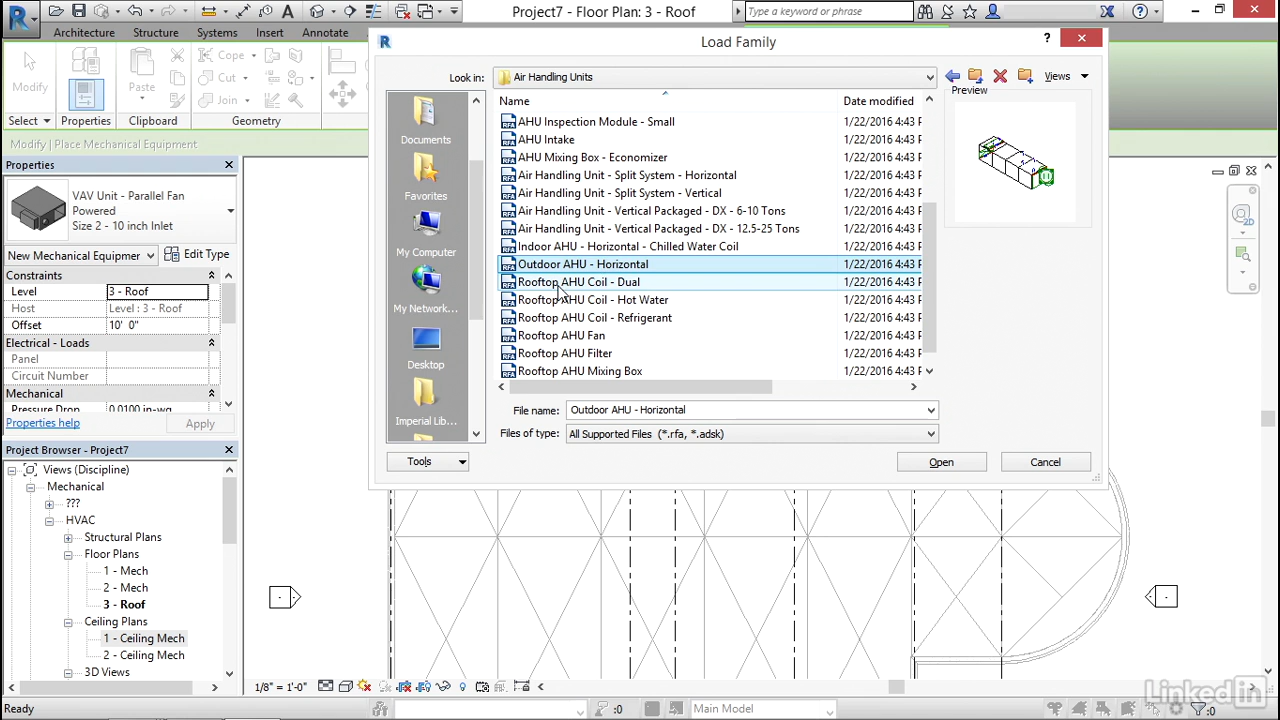 Project7 - Floor Plan: 3 - Roof
Type a keyword or phrase
Architecture Structure Systems Insert Annotate
Load Family
Modify
Select
Properties
Paste
Clipboard
Cope
Cut
Join
Geometry
Modify | Place Mechanical Equipment
Look in:
Air Handling Units
Views
Name
Date modified
Preview
AHU Inspection Module - Small 1/22/2016 4:43 P
AHU Intake 1/22/2016 4:43 P
AHU Mixing Box - Economizer 1/22/2016 4:43 P
Air Handling Unit - Split System - Horizontal 1/22/2016 4:43 P
Air Handling Unit - Split System - Vertical 1/22/2016 4:43 P
Air Handling Unit - Vertical Packaged - DX - 6-10 Tons 1/22/2016 4:43 P
Air Handling Unit - Vertical Packaged - DX - 12.5-25 Tons 1/22/2016 4:43 P
Indoor AHU - Horizontal - Chilled Water Coil 1/22/2016 4:43 P
Outdoor AHU - Horizontal 1/22/2016 4:43 P
Rooftop AHU Coil - Dual 1/22/2016 4:43 P
Rooftop AHU Coil - Hot Water 1/22/2016 4:43 P
Rooftop AHU Coil - Refrigerant 1/22/2016 4:43 P
Rooftop AHU Fan 1/22/2016 4:43 P
Rooftop AHU Filter 1/22/2016 4:43 P
Rooftop AHU Mixing Box 1/22/2016 4:43 P
Documents
Favorites
My Computer
My Network...
Desktop
Imperial Lib...
File name: Outdoor AHU - Horizontal
Files of type: All Supported Files (*.rfa, *.adsk)
Tools
Open
Cancel
Properties
VAV Unit - Parallel Fan
Powered
Size 2 - 10 inch Inlet
New Mechanical Equipmer
Edit Type
Constraints
Level 3 - Roof
Host Level : 3 - Roof
Offset 10' 0"
Electrical - Loads
Panel
Circuit Number
Mechanical
Pressure Drop 0.0100 in-wg
Properties help
Apply
Project Browser - Project7
Views (Discipline)
Mechanical
???
HVAC
Structural Plans
Floor Plans
1 - Mech
2 - Mech
3 - Roof
Ceiling Plans
1 - Ceiling Mech
2 - Ceiling Mech
3D Views
1/8" = 1'-0"
Ready
:0
Main Model
:0
Linked in